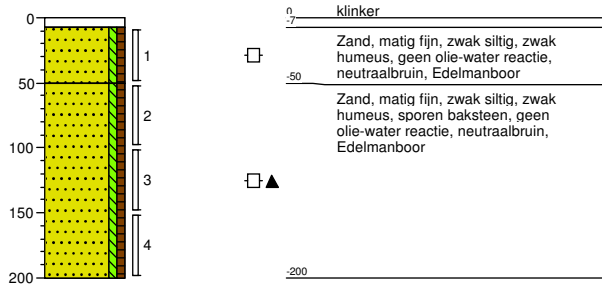 0
50
100
150
200
1
2
3
4
0
klinker
-7
Zand, matig fijn, zwak siltig, zwak
humeus, geen olie-water reactie,
neutraalbruin, Edelmanboor
-50
Zand, matig fijn, zwak siltig, zwak
humeus, sporen baksteen, geen
olie-water reactie, neutraalbruin,
Edelmanboor
-200